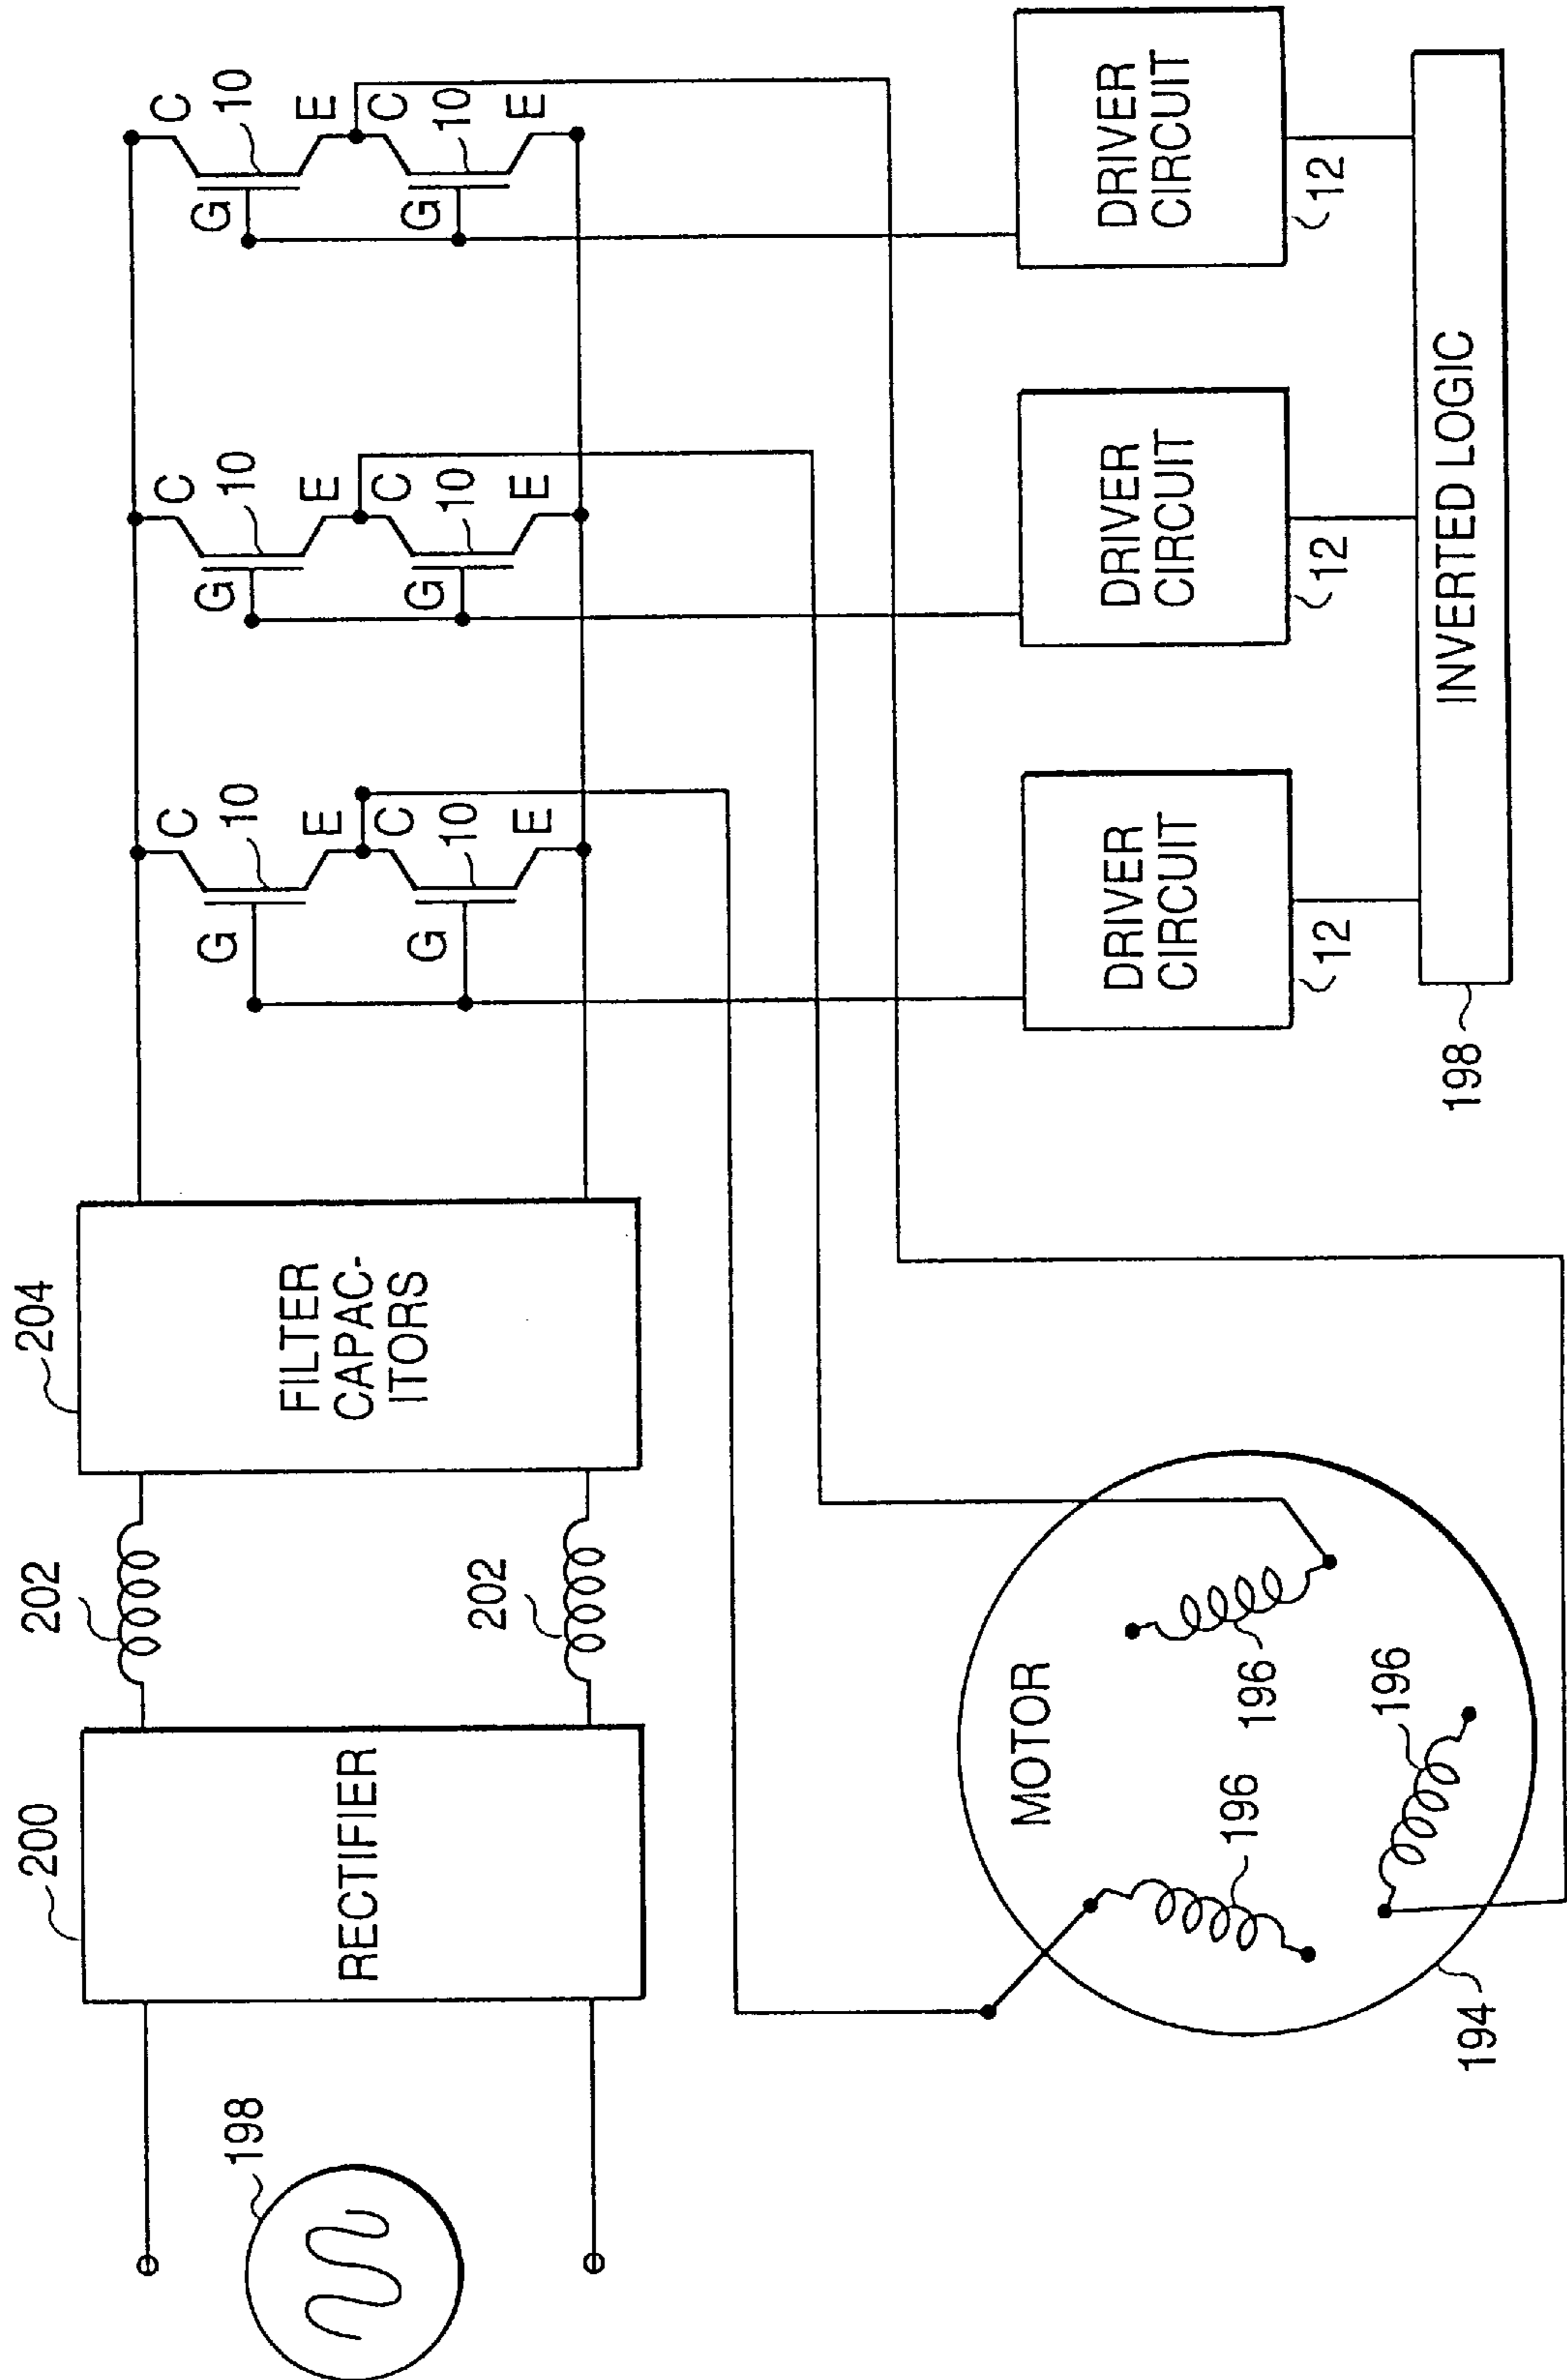 198
200
RECTIFIER
202
202
204
FILTER
CAPAC-
ITORS
C
10
E
G
C
10
E
G
C
10
E
G
C
10
E
G
C
10
E
G
C
10
E
G
MOTOR
196
196
196
194
DRIVER
CIRCUIT
12
DRIVER
CIRCUIT
12
DRIVER
CIRCUIT
12
INVERTED LOGIC
198